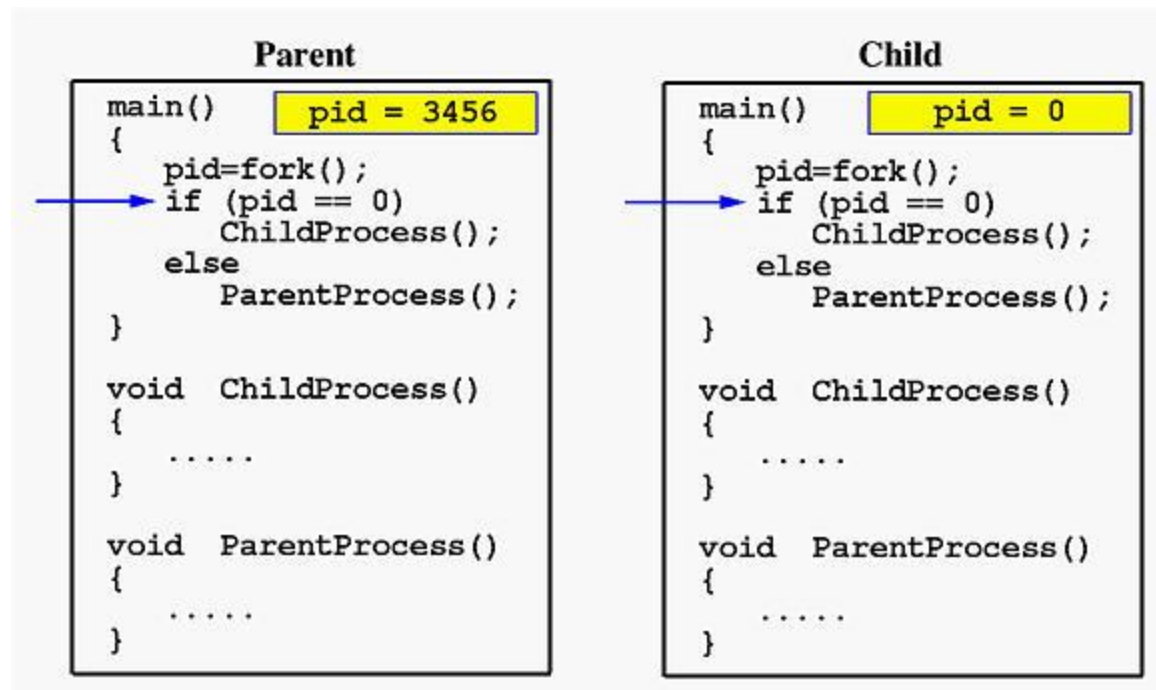 Parent
main() pid = 3456
{
pid=fork();
if (pid == 0)
ChildProcess();
else
ParentProcess();
}
void ChildProcess()
{
.....
}
void ParentProcess()
{
.....
}
Child
main() pid = 0
{
pid=fork();
if (pid == 0)
ChildProcess();
else
ParentProcess();
}
void ChildProcess()
{
.....
}
void ParentProcess()
{
.....
}